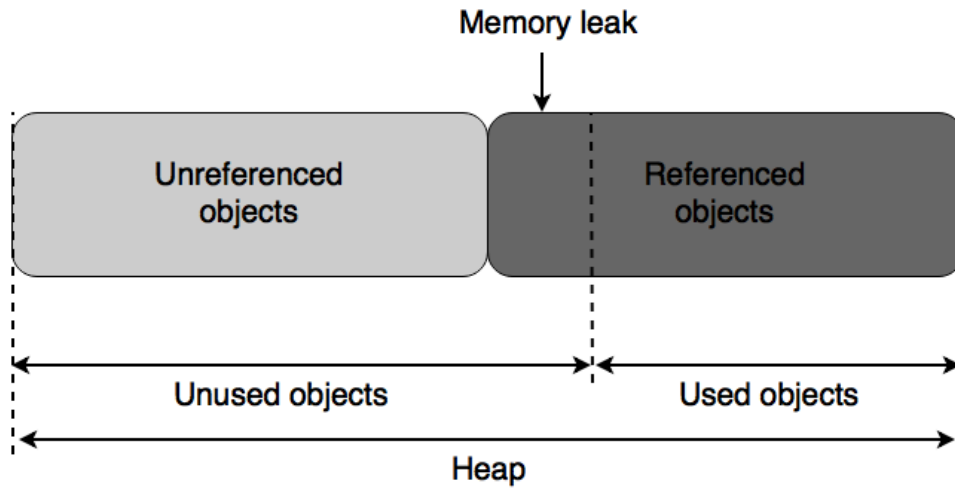 Memory leak
Unreferenced
objects
Referenced
objects
Unused objects
Used objects
Heap